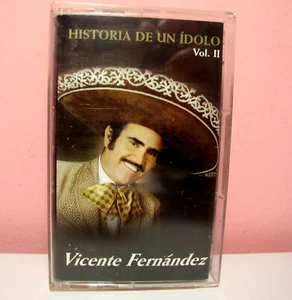 HISTORIA DE UN ÍDOLO
Vol. II
Vicente Fernández